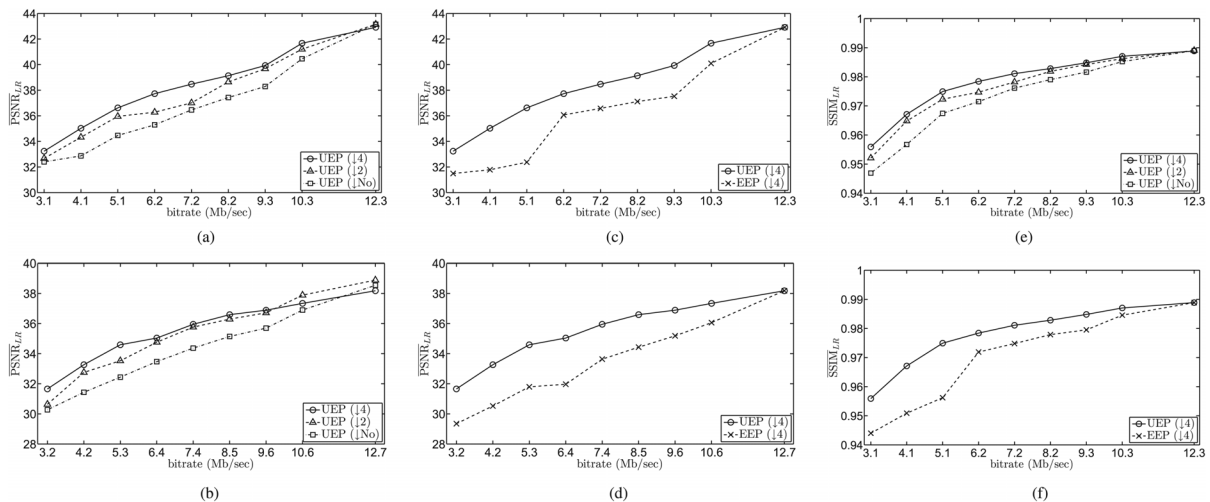 44
42
40
38
36
34
32
30
PSNR_LR
3.1 4.1 5.1 6.2 7.2 8.2 9.3 10.3 12.3
bitrate (Mb/sec)
UEP (↓4)
UEP (↓2)
UEP (↓No)
(a)
44
42
40
38
36
34
32
30
PSNR_LR
3.1 4.1 5.1 6.2 7.2 8.2 9.3 10.3 12.3
bitrate (Mb/sec)
UEP (↓4)
EEP (↓4)
(c)
1
0.99
0.98
0.97
0.96
0.95
0.94
SSIM_LR
3.1 4.1 5.1 6.2 7.2 8.2 9.3 10.3 12.3
bitrate (Mb/sec)
UEP (↓4)
UEP (↓2)
UEP (↓No)
(e)
40
38
36
34
32
30
28
PSNR_LR
3.2 4.2 5.3 6.4 7.4 8.5 9.6 10.6 12.7
bitrate (Mb/sec)
UEP (↓4)
UEP (↓2)
UEP (↓No)
(b)
40
38
36
34
32
30
28
PSNR_LR
3.2 4.2 5.3 6.4 7.4 8.5 9.6 10.6 12.7
bitrate (Mb/sec)
UEP (↓4)
EEP (↓4)
(d)
1
0.99
0.98
0.97
0.96
0.95
0.94
SSIM_LR
3.1 4.1 5.1 6.2 7.2 8.2 9.3 10.3 12.3
bitrate (Mb/sec)
UEP (↓4)
EEP (↓4)
(f)